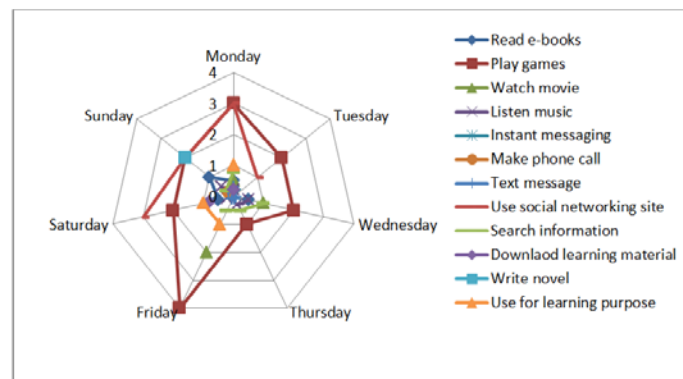 Monday
Tuesday
Wednesday
Thursday
Friday
Saturday
Sunday
4
3
2
1
0
Read e-books
Play games
Watch movie
Listen music
Instant messaging
Make phone call
Text message
Use social networking site
Search information
Downlaod learning material
Write novel
Use for learning purpose